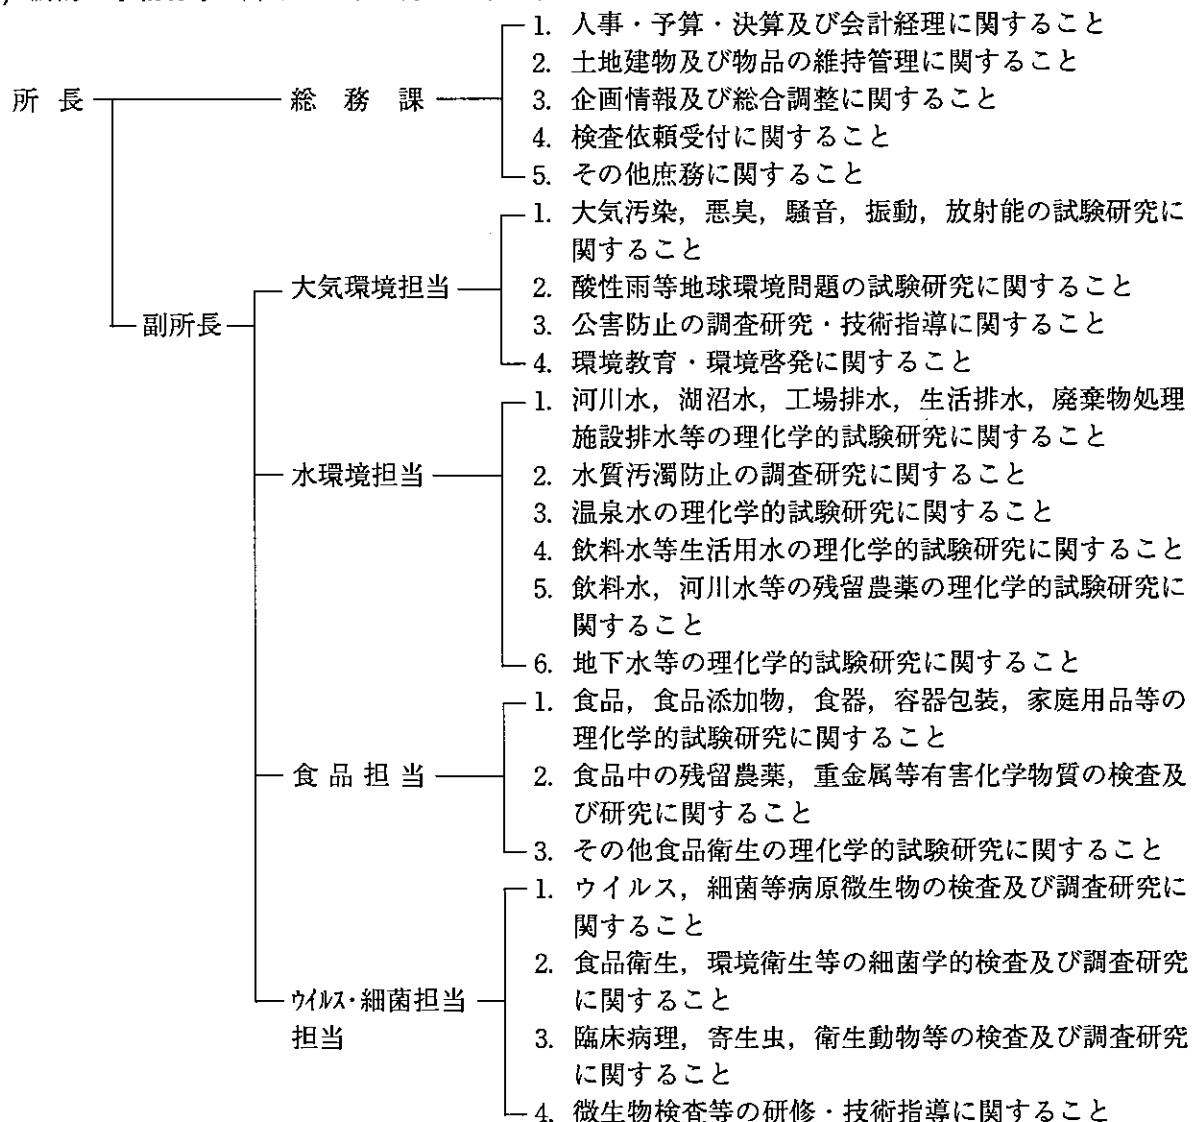 1. 人事・予算・決算及び会計経理に関すること
2. 土地建物及び物品の維持管理に関すること
所長 総務課 3. 企画情報及び総合調整に関すること
4. 検査依頼受付に関すること
5. その他庶務に関すること
1. 大気汚染，悪臭，騒音，振動，放射能の試験研究に
関すること
大気環境担当 2. 酸性雨等地球環境問題の試験研究に関すること
副所長 3. 公害防止の調査研究・技術指導に関すること
4. 環境教育・環境啓発に関すること
1. 河川水，湖沼水，工場排水，生活排水，廃棄物処理
施設排水等の理化学的試験研究に関すること
水環境担当 2. 水質汚濁防止の調査研究に関すること
3. 温泉水の理化学的試験研究に関すること
4. 飲料水等生活用水の理化学的試験研究に関すること
5. 飲料水，河川水等の残留農薬の理化学的試験研究に
関すること
6. 地下水等の理化学的試験研究に関すること
1. 食品，食品添加物，食器，容器包装，家庭用品等の
理化学的試験研究に関すること
食品担当 2. 食品中の残留農薬，重金属等有害化学物質の検査及
び研究に関すること
3. その他食品衛生の理化学的試験研究に関すること
1. ウイルス，細菌等病原微生物の検査及び調査研究に
関すること
2. 食品衛生，環境衛生等の細菌学的検査及び調査研究
ｳｲﾙｽ･細菌担当 に関すること
担当 3. 臨床病理，寄生虫，衛生動物等の検査及び調査研究
に関すること
4. 微生物検査等の研修・技術指導に関すること